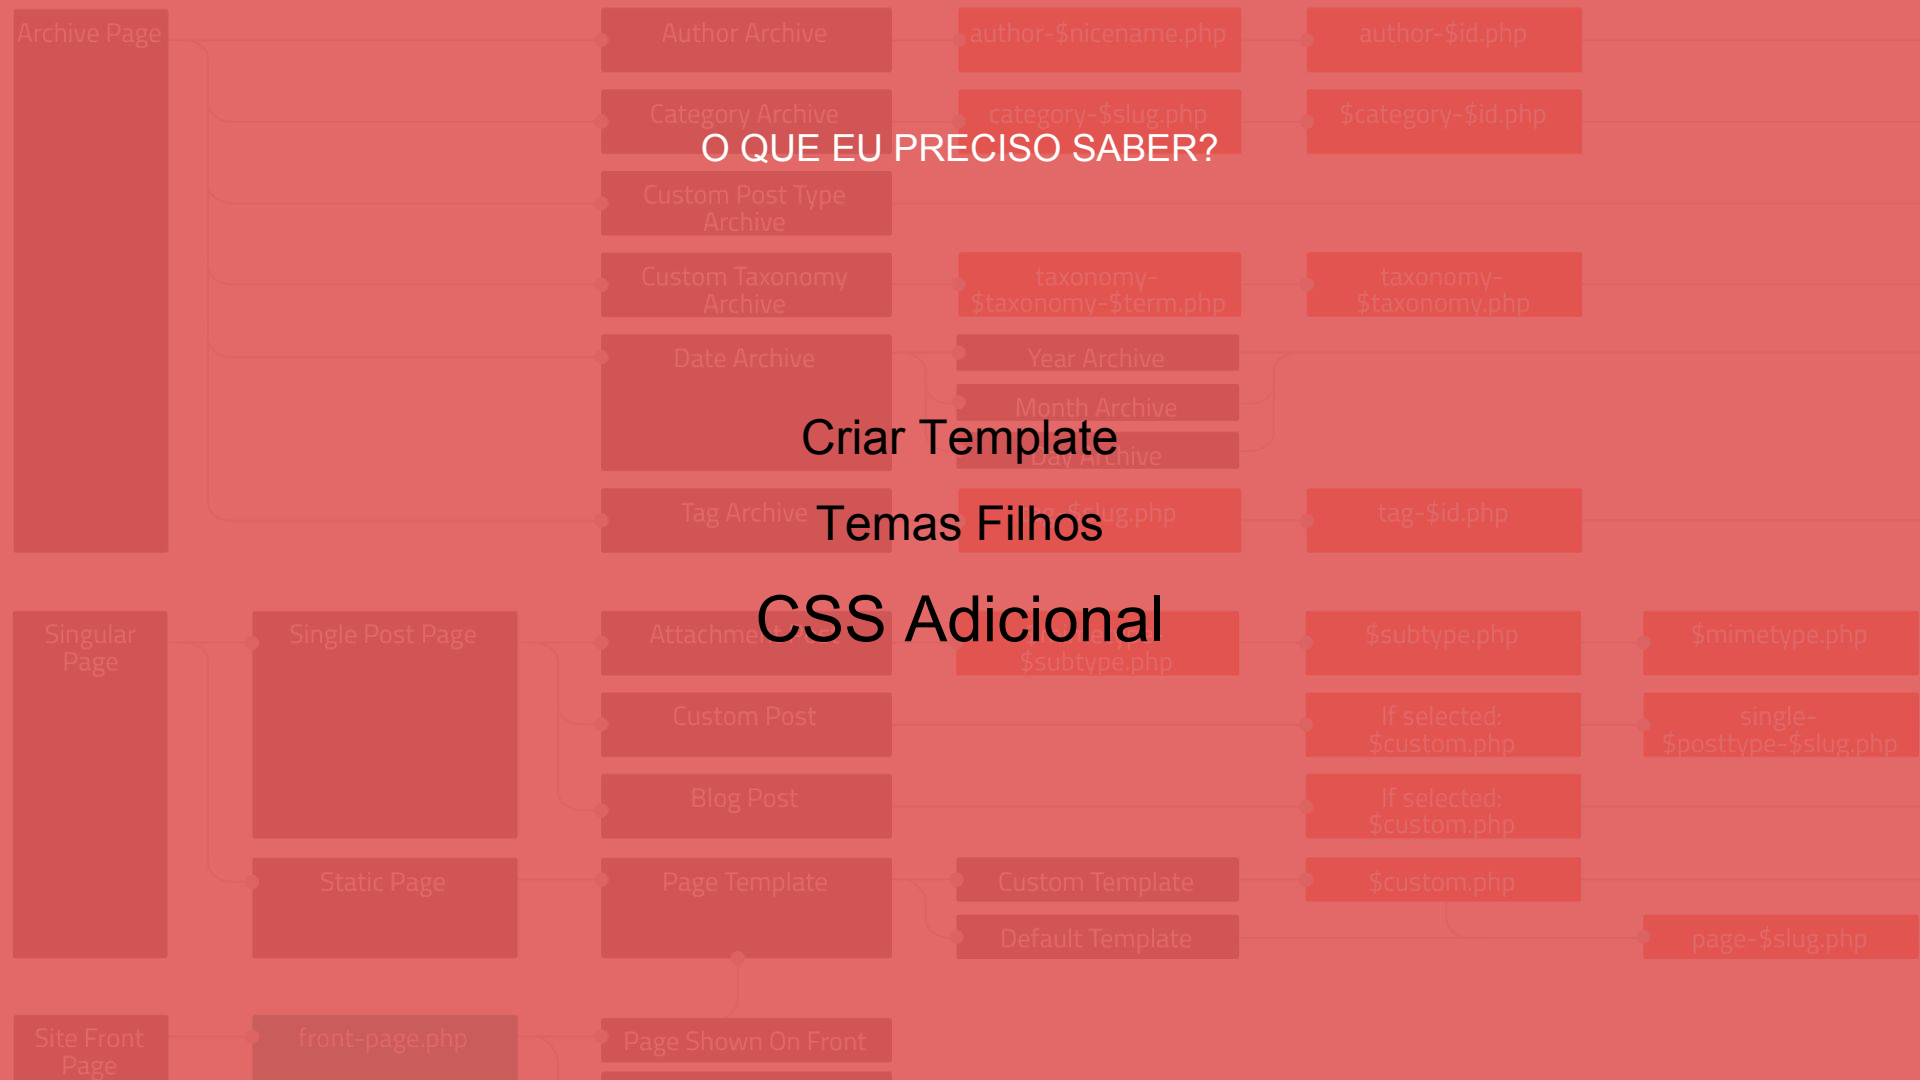 O QUE EU PRECISO SABER?
Criar Template
Temas Filhos
CSS Adicional
Archive Page
Author Archive
author-$nicename.php
author-$id.php
Category Archive
category-$slug.php
$category-$id.php
Custom Post Type
Archive
Custom Taxonomy
Archive
taxonomy-
$taxonomy-$term.php
taxonomy-
$taxonomy.php
Date Archive
Year Archive
Month Archive
Day Archive
Tag Archive
tag-$id.php
Singular
Page
Single Post Page
$subtype.php
$subtype.php
$mimetype.php
Custom Post
If selected:
$custom.php
single-
$posttype-$slug.php
Blog Post
If selected:
$custom.php
Static Page
Page Template
Custom Template
$custom.php
Default Template
page-$slug.php
Site Front
Page
front-page.php
Page Shown On Front